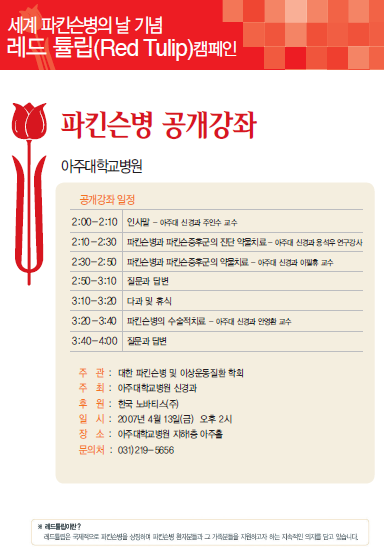 세계 파킨슨병의 날 기념
레드 튤립(Red Tulip)캠페인
파킨슨병 공개강좌
아주대학교병원
공개강좌 일정
2:00-2:10 인사말 - 아주대 신경과 주인수 교수
2:10-2:30 파킨슨병과 파킨슨증후군의 진단 약물치료 - 아주대 신경과 용석우 연구강사
2:30-2:50 파킨슨병과 파킨슨증후군의 약물치료 - 아주대 신경과 이필휴 교수
2:50-3:10 질문과 답변
3:10-3:20 다과 및 휴식
3:20-3:40 파킨슨병의 수술적치료 - 아주대 신경과 안영환 교수
3:40-4:00 질문과 답변
주 관 : 대한 파킨슨병 및 이상운동질환 학회
주 최 : 아주대학교병원 신경과
후 원 : 한국 노바티스(주)
일 시 : 2007년 4월 13일(금) 오후 2시
장 소 : 아주대학교병원 지하1층 아주홀
문의처 : 031)219-5656
※ 레드튤립이란?
레드튤립은 국제적으로 파킨슨병을 상징하며 파킨슨병 환자분들과 그 가족분들을 지원하고자 하는 지속적인 의지를 담고 있습니다.